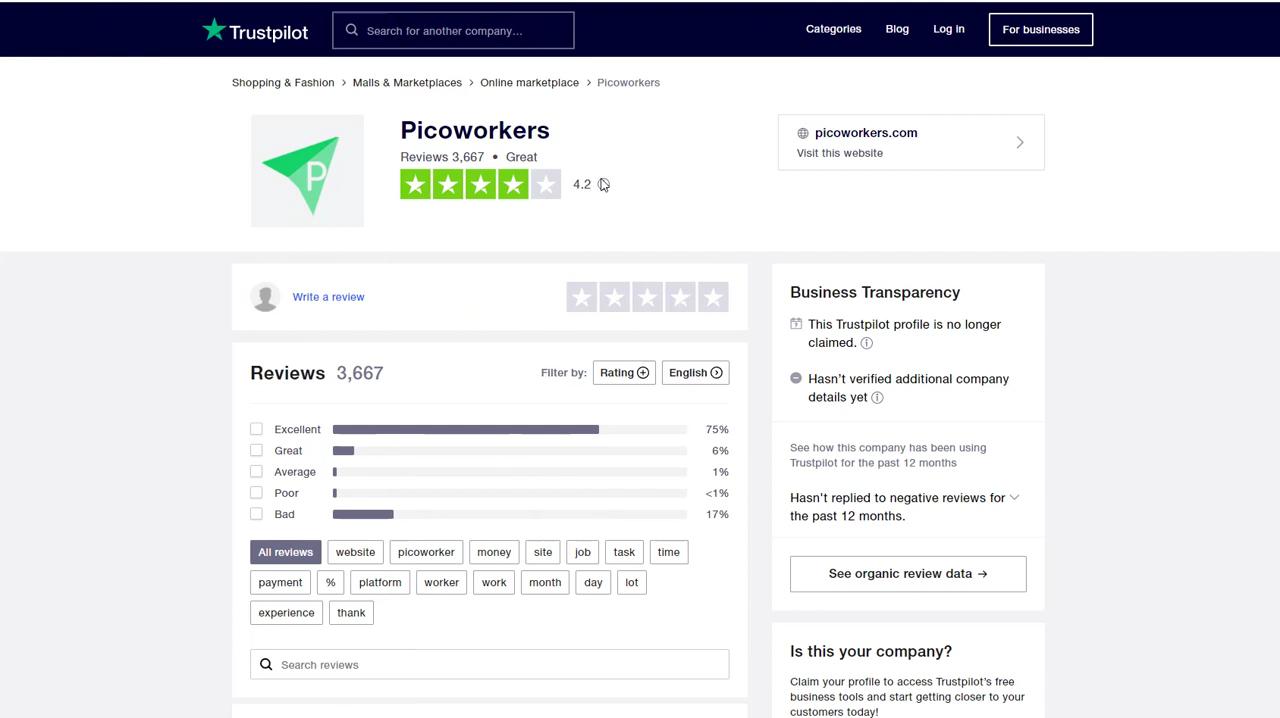 Trustpilot
Search for another company...
Categories
Blog
Log in
For businesses
Shopping & Fashion > Malls & Marketplaces > Online marketplace > Picoworkers
P
Picoworkers
Reviews 3,667 • Great
4.2
picoworkers.com
Visit this website
Write a review
Reviews 3,667
Filter by: Rating English
Excellent 75%
Great 6%
Average 1%
Poor <1%
Bad 17%
All reviews website picoworker money site job task time
payment % platform worker work month day lot
experience thank
Search reviews
Business Transparency
This Trustpilot profile is no longer
claimed.
Hasn't verified additional company
details yet
See how this company has been using
Trustpilot for the past 12 months
Hasn't replied to negative reviews for
the past 12 months.
See organic review data →
Is this your company?
Claim your profile to access Trustpilot's free
business tools and start getting closer to your
customers today!